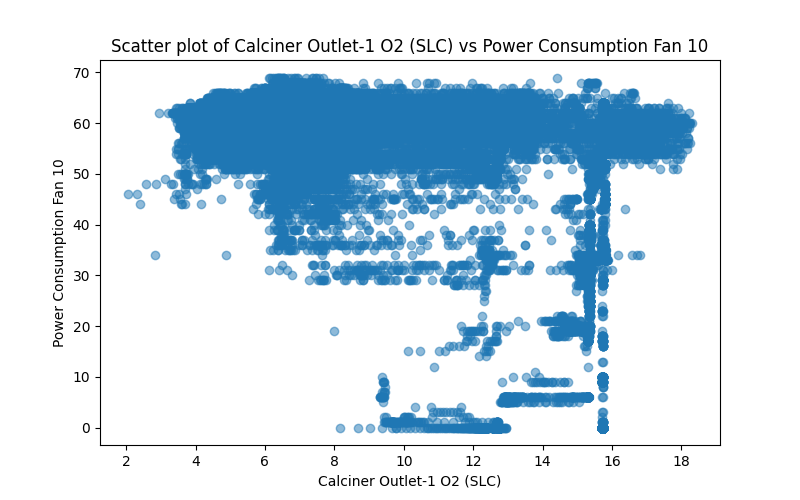 Scatter plot of Calciner Outlet-1 O2 (SLC) vs Power Consumption Fan 10
70
60
50
40
30
20
10
0
Power Consumption Fan 10
2 4 6 8 10 12 14 16 18
Calciner Outlet-1 O2 (SLC)